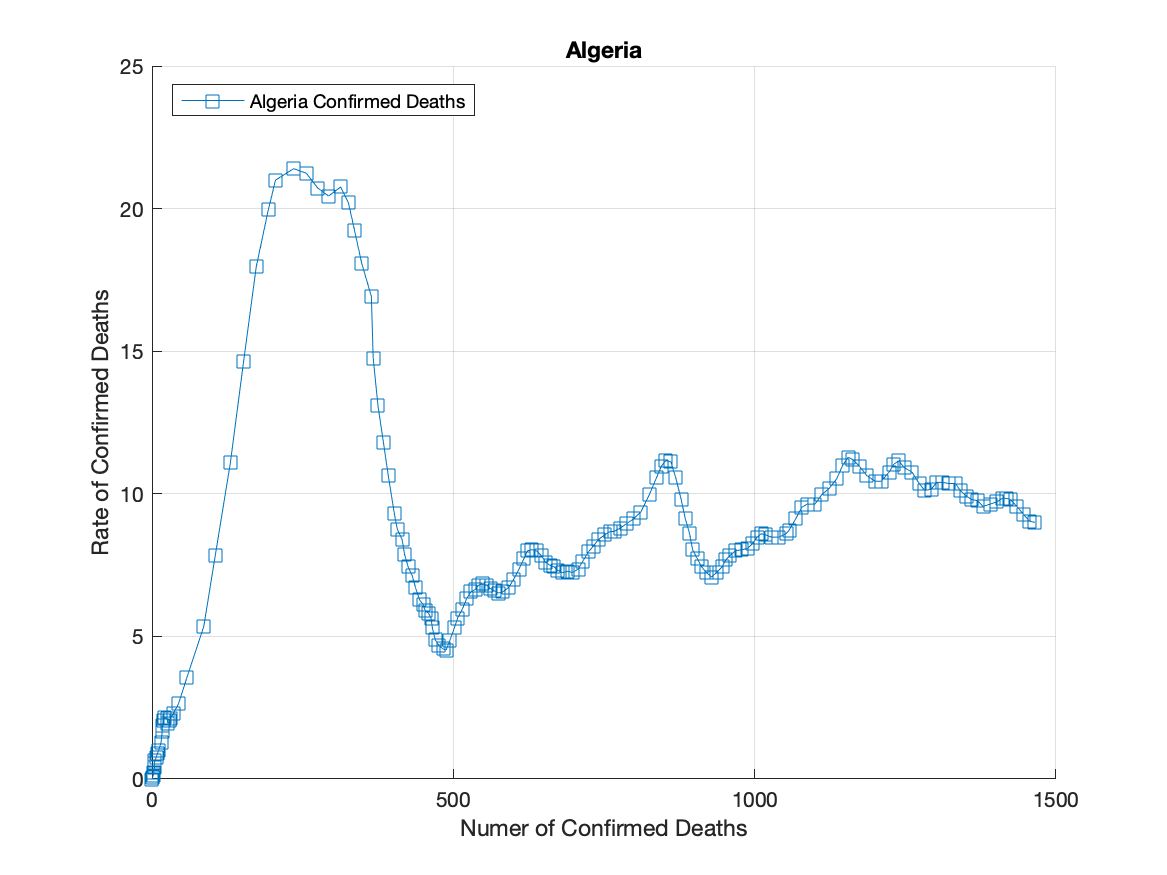 Algeria
Algeria Confirmed Deaths
Rate of Confirmed Deaths
25
20
15
10
5
0
0 500 1000 1500
Numer of Confirmed Deaths